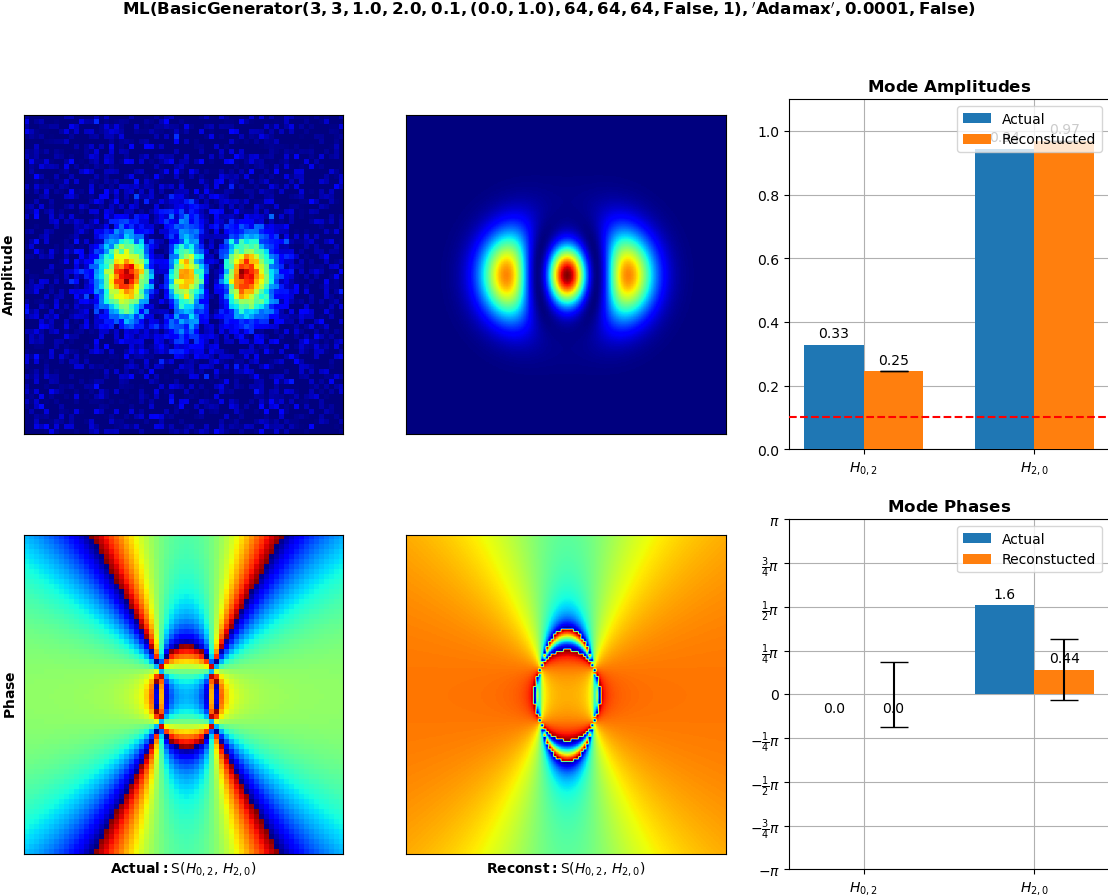 ML(BasicGenerator(3, 3, 1.0, 2.0, 0.1, (0.0, 1.0), 64, 64, 64, False, 1), ′Adamax′, 0.0001, False)
Mode Amplitudes
Actual
Reconstucted
0.97
1.0
0.8
0.6
0.4
0.2
0.0
0.33
0.25
H0, 2
H2, 0
Amplitude
Mode Phases
Actual
Reconstucted
π
3/4π
1/2π
1/4π
0
−1/4π
−1/2π
−3/4π
−π
0.0
0.0
1.6
0.44
H0, 2
H2, 0
Phase
Actual: S(H0, 2, H2, 0)
Reconst: S(H0, 2, H2, 0)